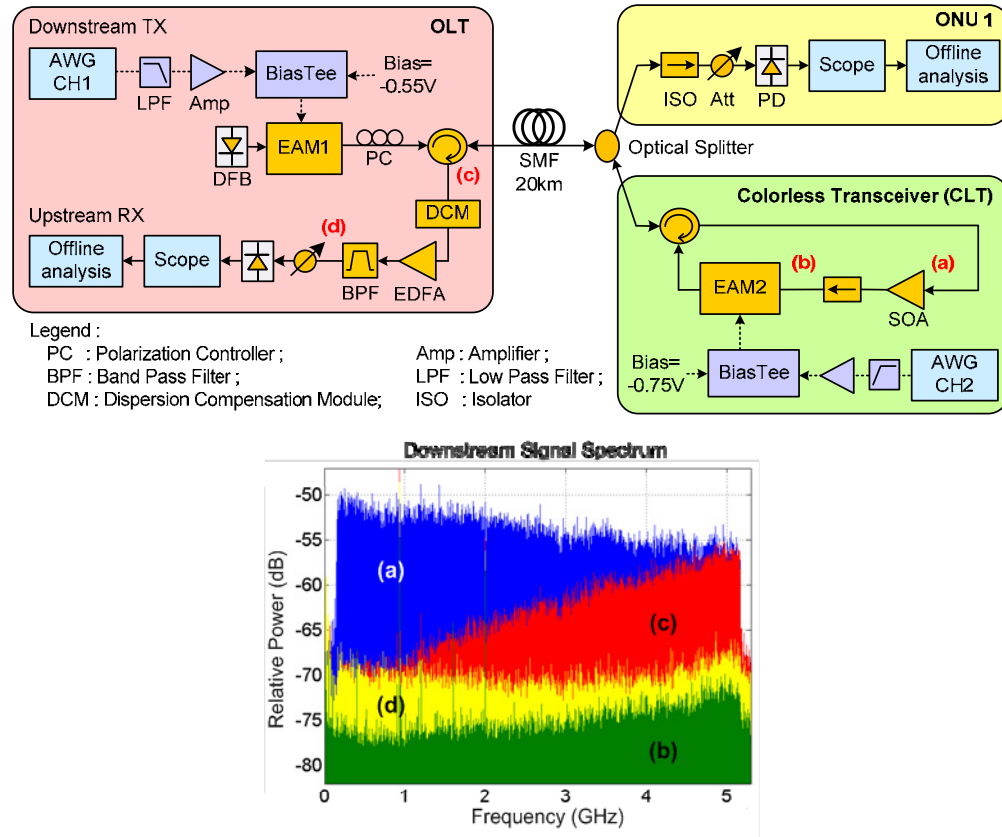 Downstream TX
OLT
AWG
CH1
LPF
Amp
BiasTee
Bias=
-0.55V
DFB
EAM1
PC
(c)
DCM
Upstream RX
(d)
Offline
analysis
Scope
BPF
EDFA
SMF
20km
Optical Splitter
ONU 1
ISO
Att
PD
Scope
Offline
analysis
Colorless Transceiver (CLT)
(b)
(a)
EAM2
SOA
Bias=
-0.75V
BiasTee
AWG
CH2
Legend :
PC : Polarization Controller ;
Amp : Amplifier ;
BPF : Band Pass Filter ;
LPF : Low Pass Filter ;
DCM : Dispersion Compensation Module;
ISO : Isolator
Downstream Signal Spectrum
Relative Power (dB)
-50
-55
-60
-65
-70
-75
-80
(a)
(c)
(d)
(b)
0 1 2 3 4 5
Frequency (GHz)